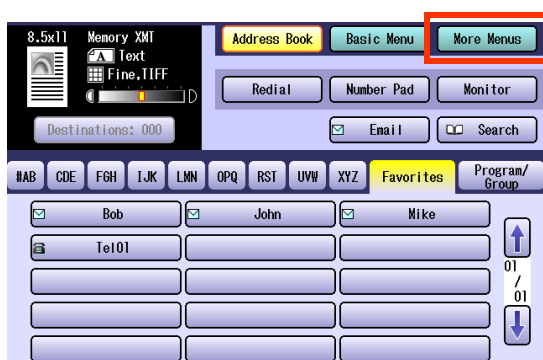 8.5x11 Memory XMT
A Text
Fine,TIFF
D
Destinations: 000
Address Book Basic Menu More Menus
Redial Number Pad Monitor
Email Search
#AB CDE FGH IJK LMN OPQ RST UVW XYZ Favorites Program/
Group
Bob John Mike
Tel01
01
/
01